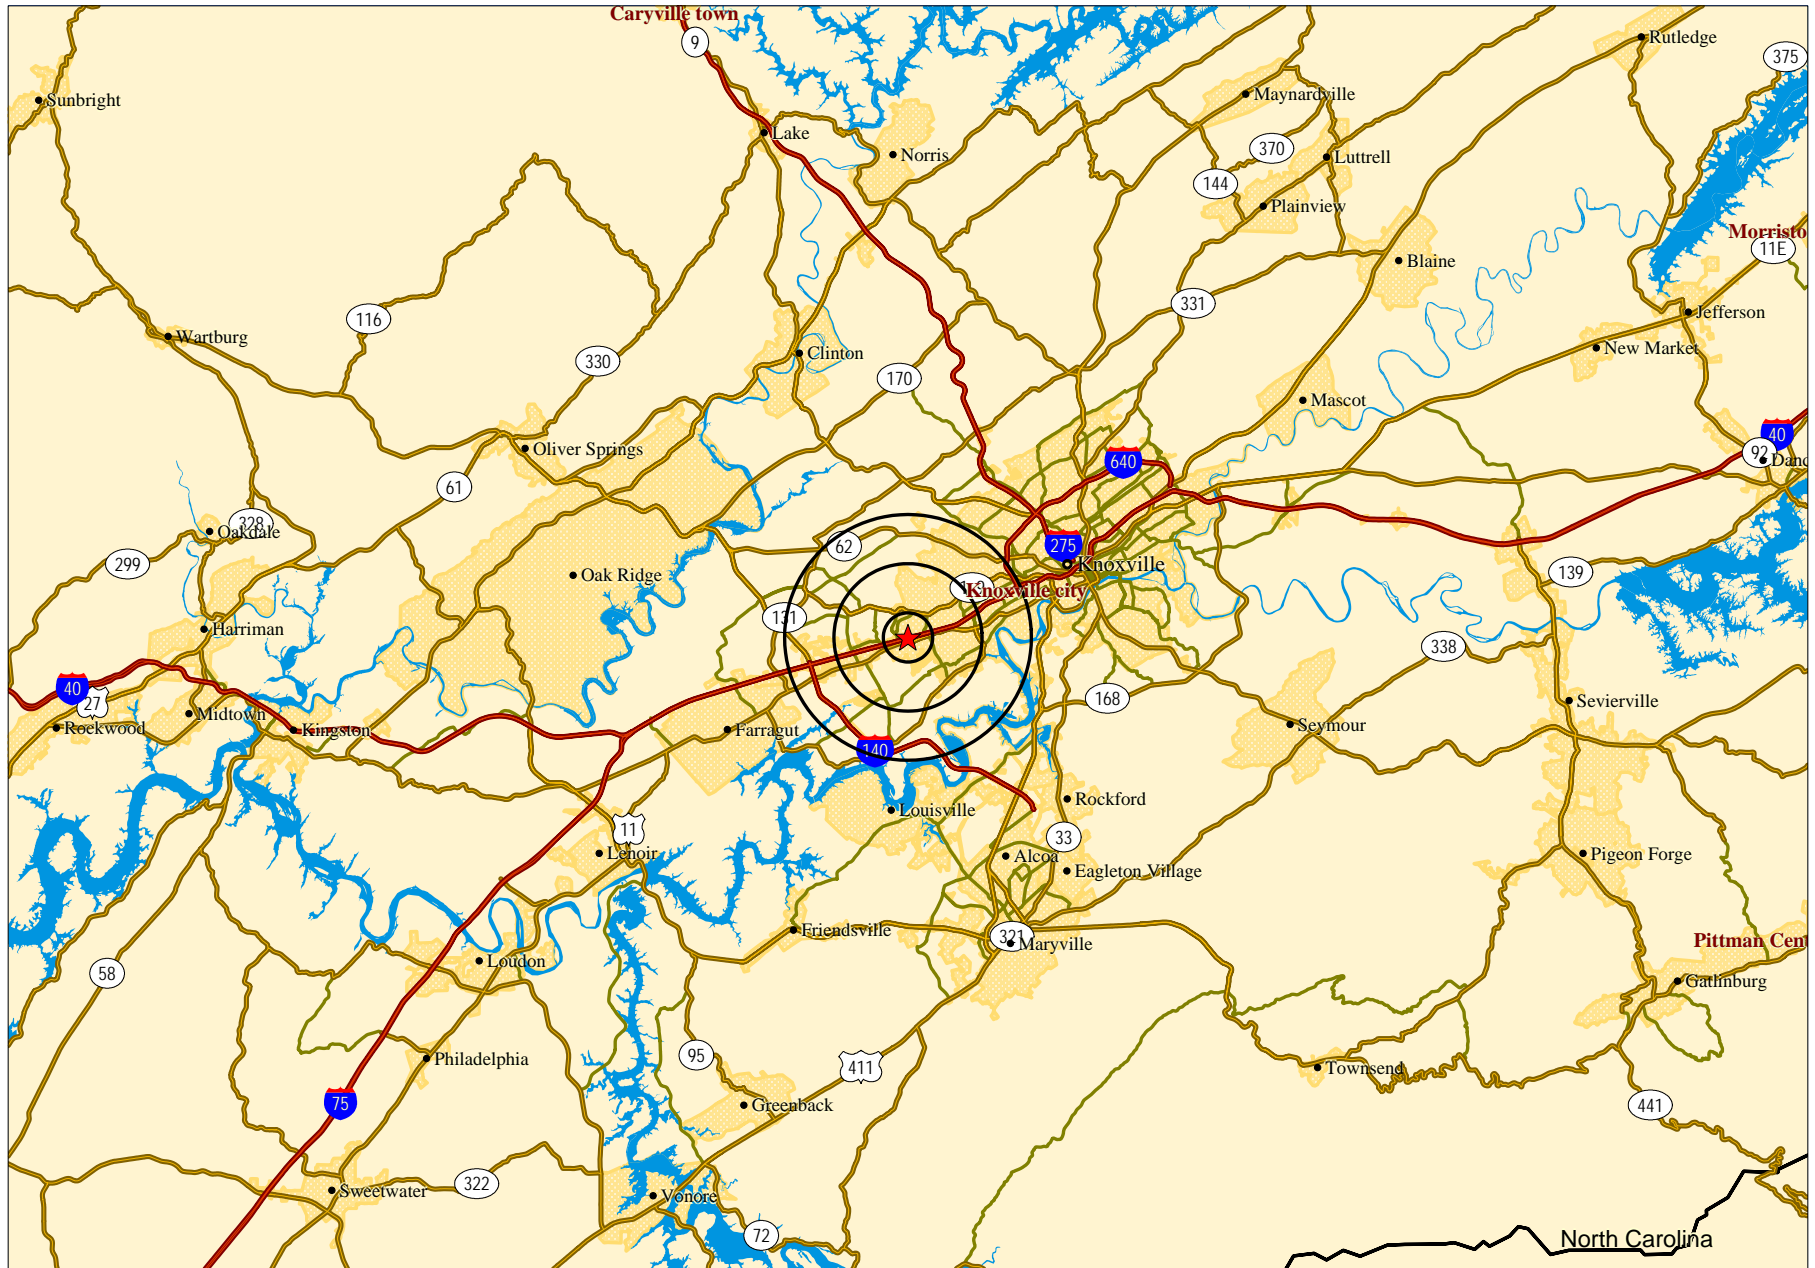 Caryville town
9
Rutledge
375
Sunbright
Maynardville
Lake
Norris
370
Luttrell
144
Plainview
Morristo
11E
Blaine
331
Jefferson
116
Wartburg
New Market
330
Clinton
170
Mascot
40
Oliver Springs
92
Dand
640
61
328
Oakdale
62
275
299
Knoxville
139
Oak Ridge
Knoxville city
131
Harriman
338
40
27
168
Sevierville
Midtown
Rockwood
Kingston
Farragut
Seymour
140
Rockford
Louisville
11
33
Lenoir
Alcoa
Pigeon Forge
Eagleton Village
Friendsville
321
Maryville
Pittman Cent
Loudon
58
Gatlinburg
95
Philadelphia
411
Townsend
75
Greenback
441
322
Sweetwater
Vonore
72
North Carolina